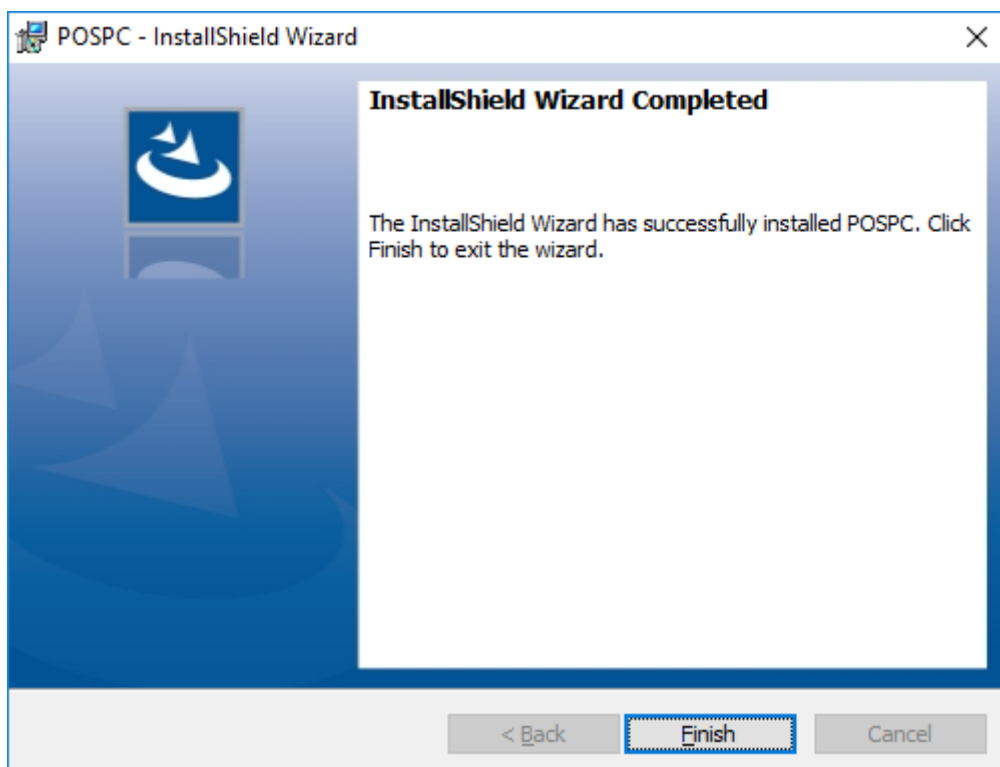 POSPC - InstallShield Wizard
InstallShield Wizard Completed
The InstallShield Wizard has successfully installed POSPC. Click
Finish to exit the wizard.
< Back
Finish
Cancel